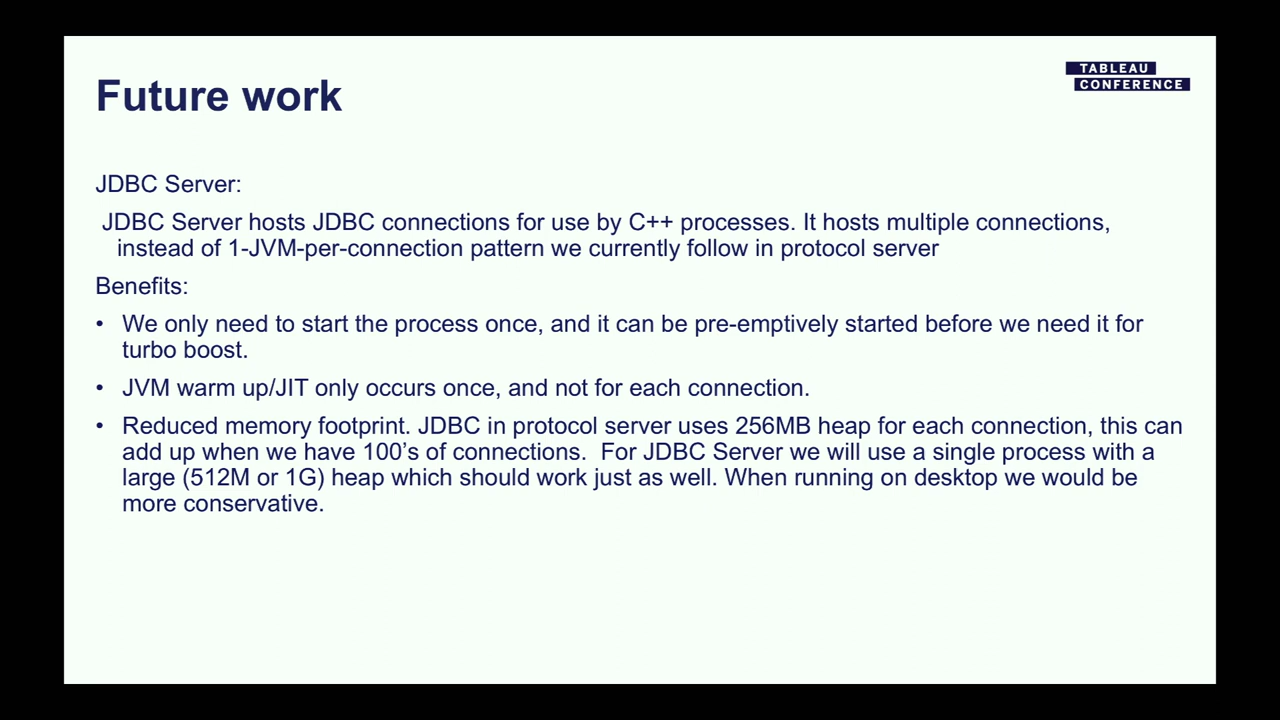 TABLEAU
CONFERENCE
Future work
JDBC Server:
JDBC Server hosts JDBC connections for use by C++ processes. It hosts multiple connections,
instead of 1-JVM-per-connection pattern we currently follow in protocol server
Benefits:
• We only need to start the process once, and it can be pre-emptively started before we need it for
turbo boost.
• JVM warm up/JIT only occurs once, and not for each connection.
• Reduced memory footprint. JDBC in protocol server uses 256MB heap for each connection, this can
add up when we have 100’s of connections.  For JDBC Server we will use a single process with a
large (512M or 1G) heap which should work just as well. When running on desktop we would be
more conservative.